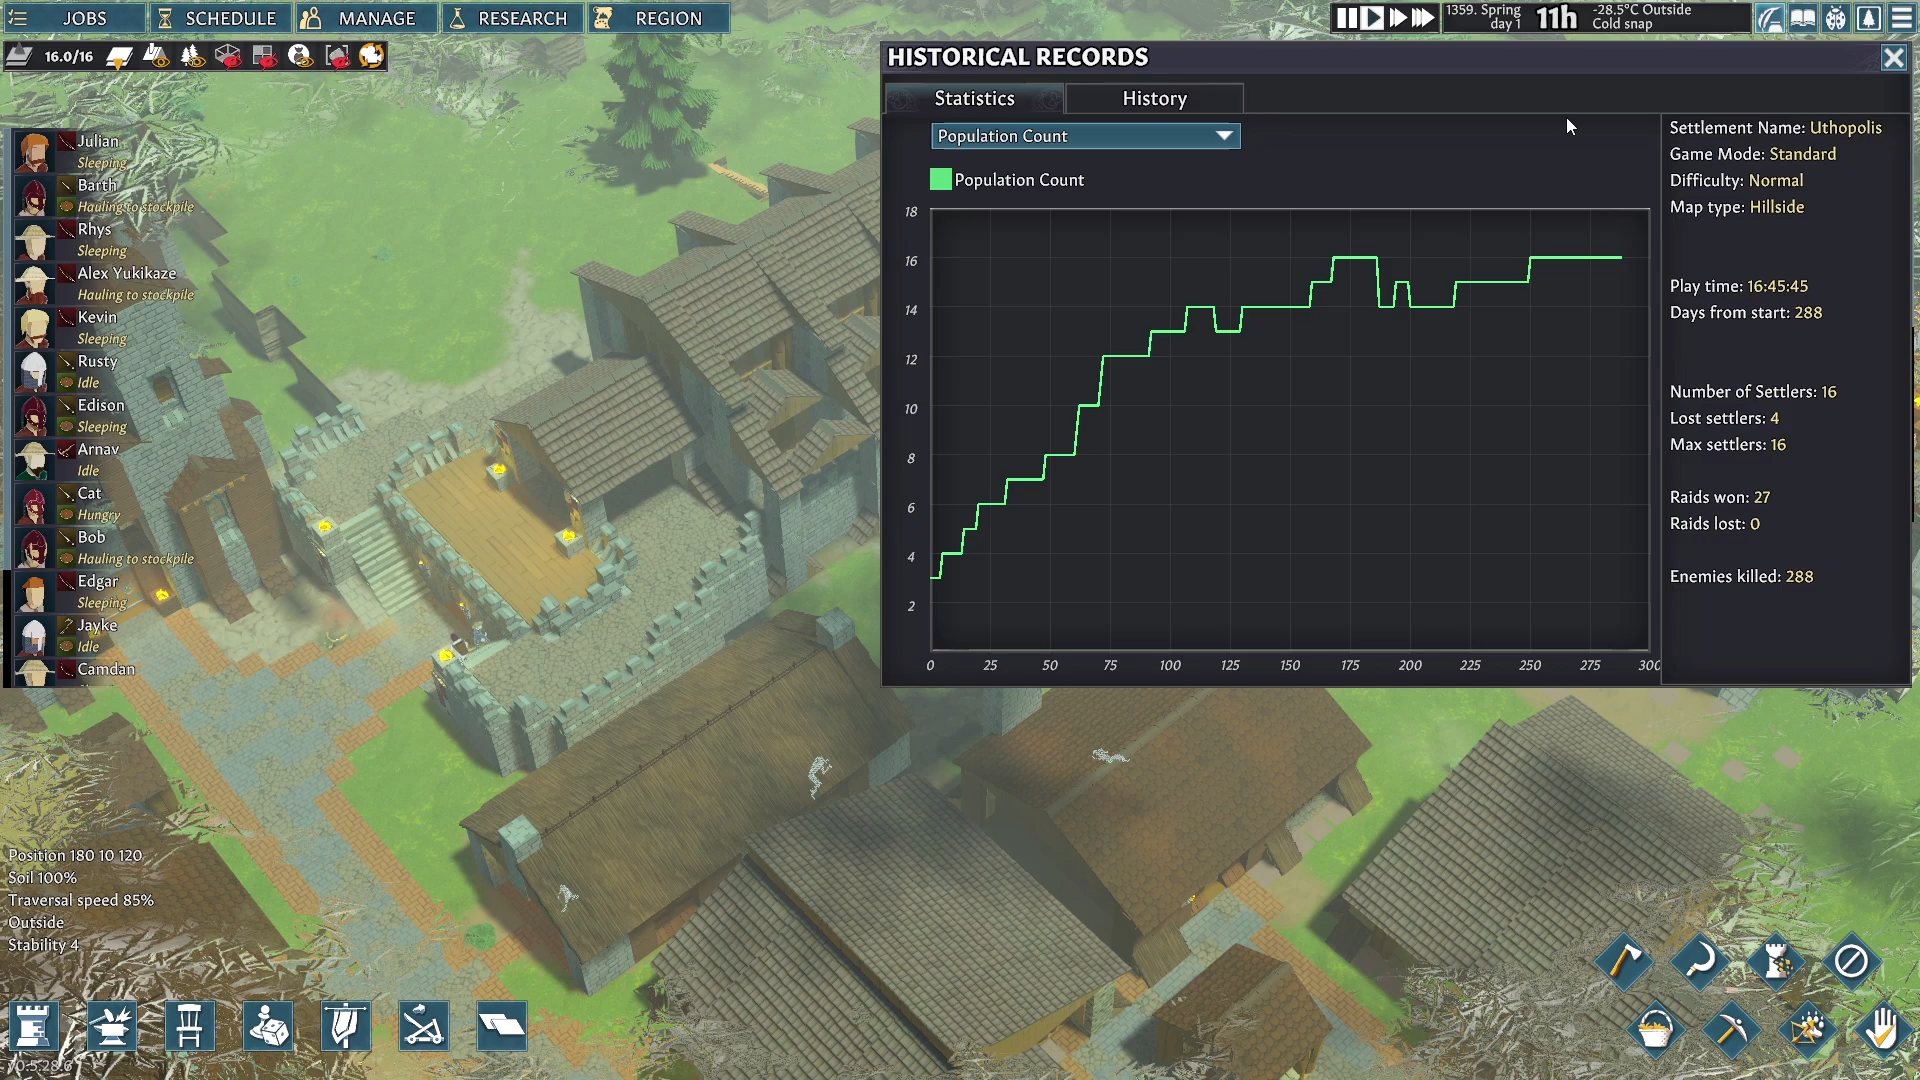 JOBS
SCHEDULE
MANAGE
RESEARCH
REGION
1359. Spring
day 1
11h
-28,5°C Outside
Cold snap
16.0/16
HISTORICAL RECORDS
Statistics
History
Population Count
Population Count
18
16
14
12
10
8
6
4
2
0 25 50 75 100 125 150 175 200 225 250 275 300
Settlement Name: Uthopolis
Game Mode: Standard
Difficulty: Normal
Map type: Hillside
Play time: 16:45:45
Days from start: 288
Number of Settlers: 16
Lost settlers: 4
Max settlers: 16
Raids won: 27
Raids lost: 0
Enemies killed: 288
Julian
Sleeping
Barth
Hauling to stockpile
Rhys
Sleeping
Alex Yukikaze
Hauling to stockpile
Kevin
Sleeping
Rusty
Idle
Edison
Sleeping
Arnav
Idle
Cat
Hungry
Bob
Hauling to stockpile
Edgar
Sleeping
Jayke
Idle
Camdan
Position 180 10 120
Soil 100%
Traversal speed 85%
Outside
Stability 4